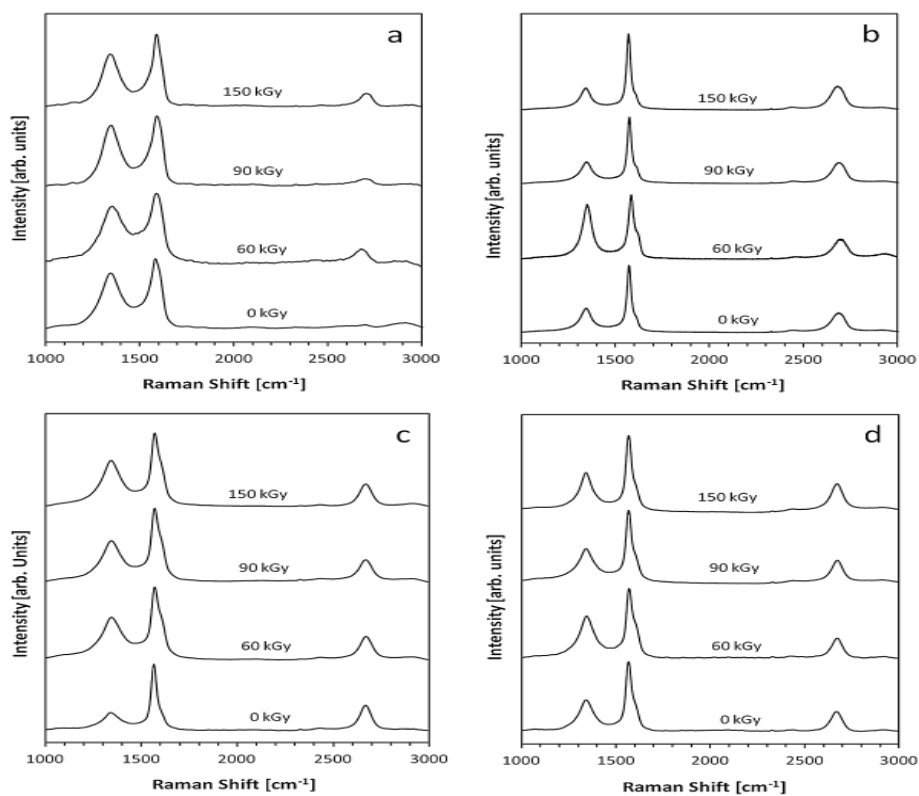 a
150 kGy
90 kGy
60 kGy
0 kGy
Intensity [arb. units]
1000 1500 2000 2500 3000
Raman Shift [cm⁻¹]
b
150 kGy
90 kGy
60 kGy
0 kGy
Intensity [arb. units]
1000 1500 2000 2500 3000
Raman Shift [cm⁻¹]
c
150 kGy
90 kGy
60 kGy
0 kGy
Intensity [arb. Units]
1000 1500 2000 2500 3000
Raman Shift [cm⁻¹]
d
150 kGy
90 kGy
60 kGy
0 kGy
Intensity [arb. units]
1000 1500 2000 2500 3000
Raman Shift [cm⁻¹]